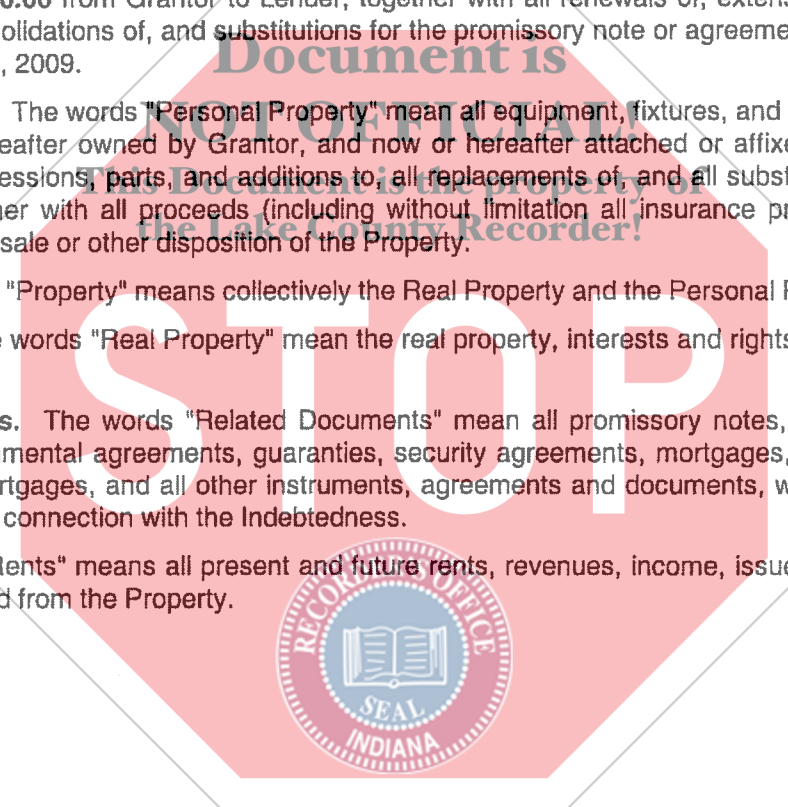 0.00 from Grantor to Lender, together with all renewals of, extens
olidations of, and substitutions for the promissory note or agreeme
, 2009.
Document is
The words "Personal Property" mean all equipment, fixtures, and
NOT OFFICIAL!
eafter owned by Grantor, and now or hereafter attached or affixe
essions, parts, and additions to, all replacements of, and all subst
This Document is the property of
er with all proceeds (including without limitation all insurance pr
the Lake County Recorder!
sale or other disposition of the Property.
"Property" means collectively the Real Property and the Personal P
words "Real Property" mean the real property, interests and rights
STOP
s. The words "Related Documents" mean all promissory notes,
mental agreements, guaranties, security agreements, mortgages,
rtgages, and all other instruments, agreements and documents, w
connection with the Indebtedness.
ents" means all present and future rents, revenues, income, issue
d from the Property.
RECORDER'S OFFICE
SEAL
INDIANA